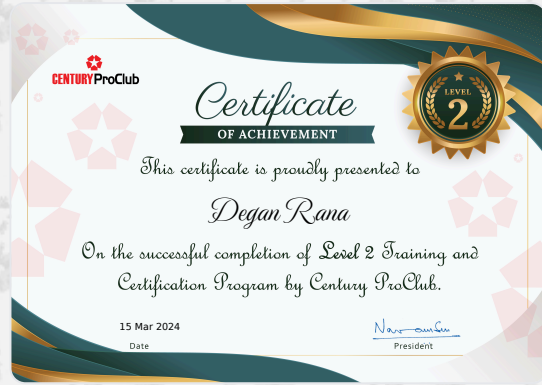 CENTURY ProClub
Certificate
OF ACHIEVEMENT
LEVEL
2
This certificate is proudly presented to
Degan Rana
On the successful completion of Level 2 Training and
Certification Program by Century ProClub.
15 Mar 2024
Date
President